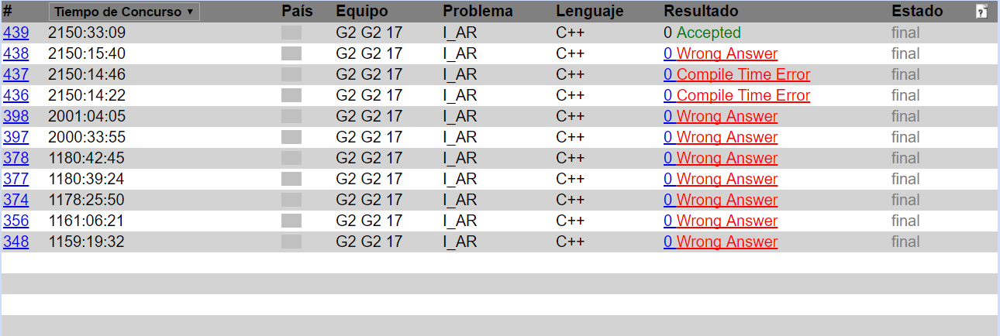 # Tiempo de Concurso ▼ País Equipo Problema Lenguaje Resultado Estado ?
439 2150:33:09 G2 G2 17 I_AR C++ 0 Accepted final
438 2150:15:40 G2 G2 17 I_AR C++ 0 Wrong Answer final
437 2150:14:46 G2 G2 17 I_AR C++ 0 Compile Time Error final
436 2150:14:22 G2 G2 17 I_AR C++ 0 Compile Time Error final
398 2001:04:05 G2 G2 17 I_AR C++ 0 Wrong Answer final
397 2000:33:55 G2 G2 17 I_AR C++ 0 Wrong Answer final
378 1180:42:45 G2 G2 17 I_AR C++ 0 Wrong Answer final
377 1180:39:24 G2 G2 17 I_AR C++ 0 Wrong Answer final
374 1178:25:50 G2 G2 17 I_AR C++ 0 Wrong Answer final
356 1161:06:21 G2 G2 17 I_AR C++ 0 Wrong Answer final
348 1159:19:32 G2 G2 17 I_AR C++ 0 Wrong Answer final